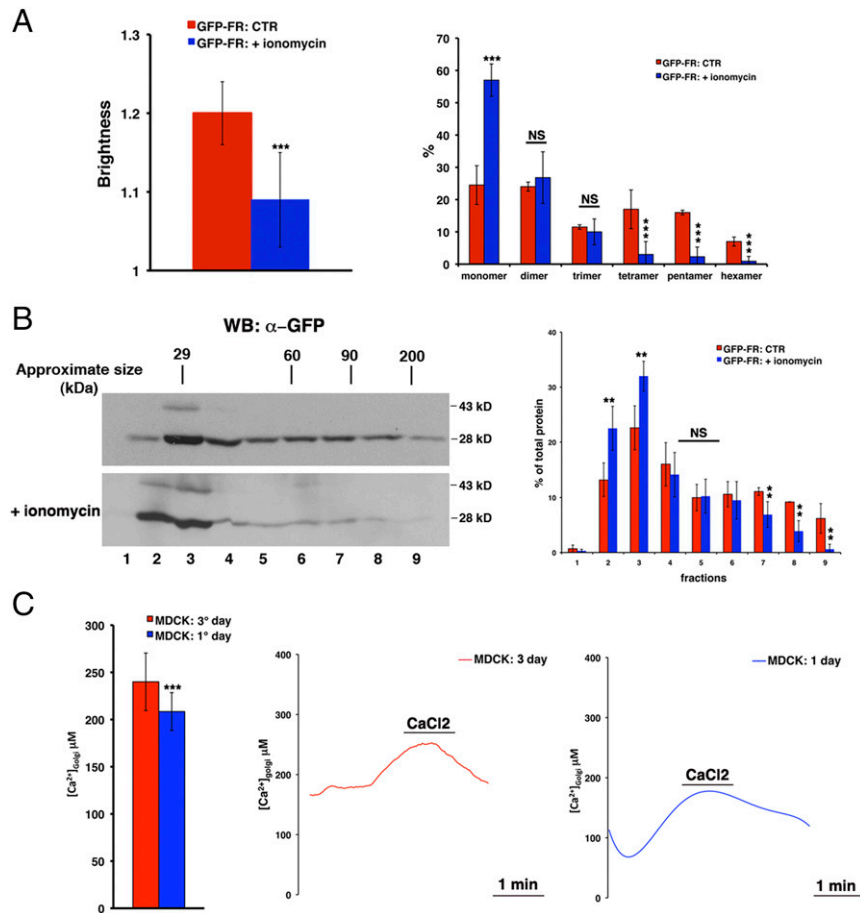 A
GFP-FR: CTR
GFP-FR: + ionomycin
Brightness
1.3
1.2
1.1
1
***
GFP-FR: CTR
GFP-FR: + ionomycin
%
70
60
50
40
30
20
10
0
***
NS
NS
***
***
***
monomer dimer trimer tetramer pentamer hexamer
B
WB: α-GFP
Approximate size
(kDa)
29 60 90 200
43 kD
28 kD
+ ionomycin
43 kD
28 kD
1 2 3 4 5 6 7 8 9
GFP-FR: CTR
GFP-FR: + ionomycin
% of total protein
40
30
20
10
0
**
**
NS
**
**
**
1 2 3 4 5 6 7 8 9
fractions
C
MDCK: 3° day
MDCK: 1° day
[Ca²⁺]Golgi µM
300
250
200
150
100
50
0
***
MDCK: 3 day
[Ca²⁺]golgi µM
400
300
200
100
0
CaCl2
1 min
MDCK: 1 day
[Ca²⁺]Golgi µM
400
300
200
100
0
CaCl2
1 min